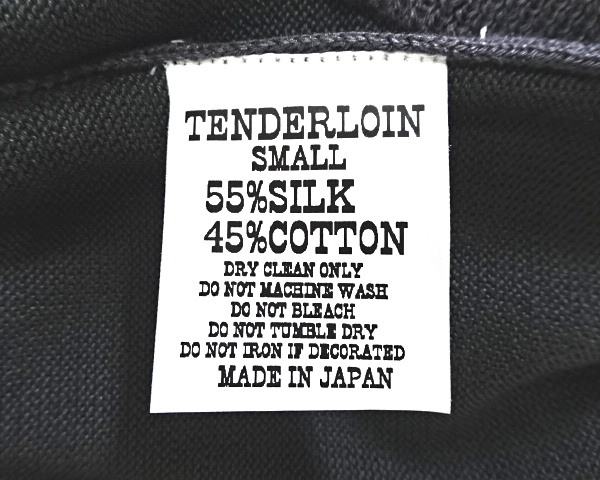 TENDERLOIN
SMALL
55%SILK
45%COTTON
DRY CLEAN ONLY
DO NOT MACHINE WASH
DO NOT BLEACH
DO NOT TUMBLE DRY
DO NOT IRON IF DECORATED
MADE IN JAPAN